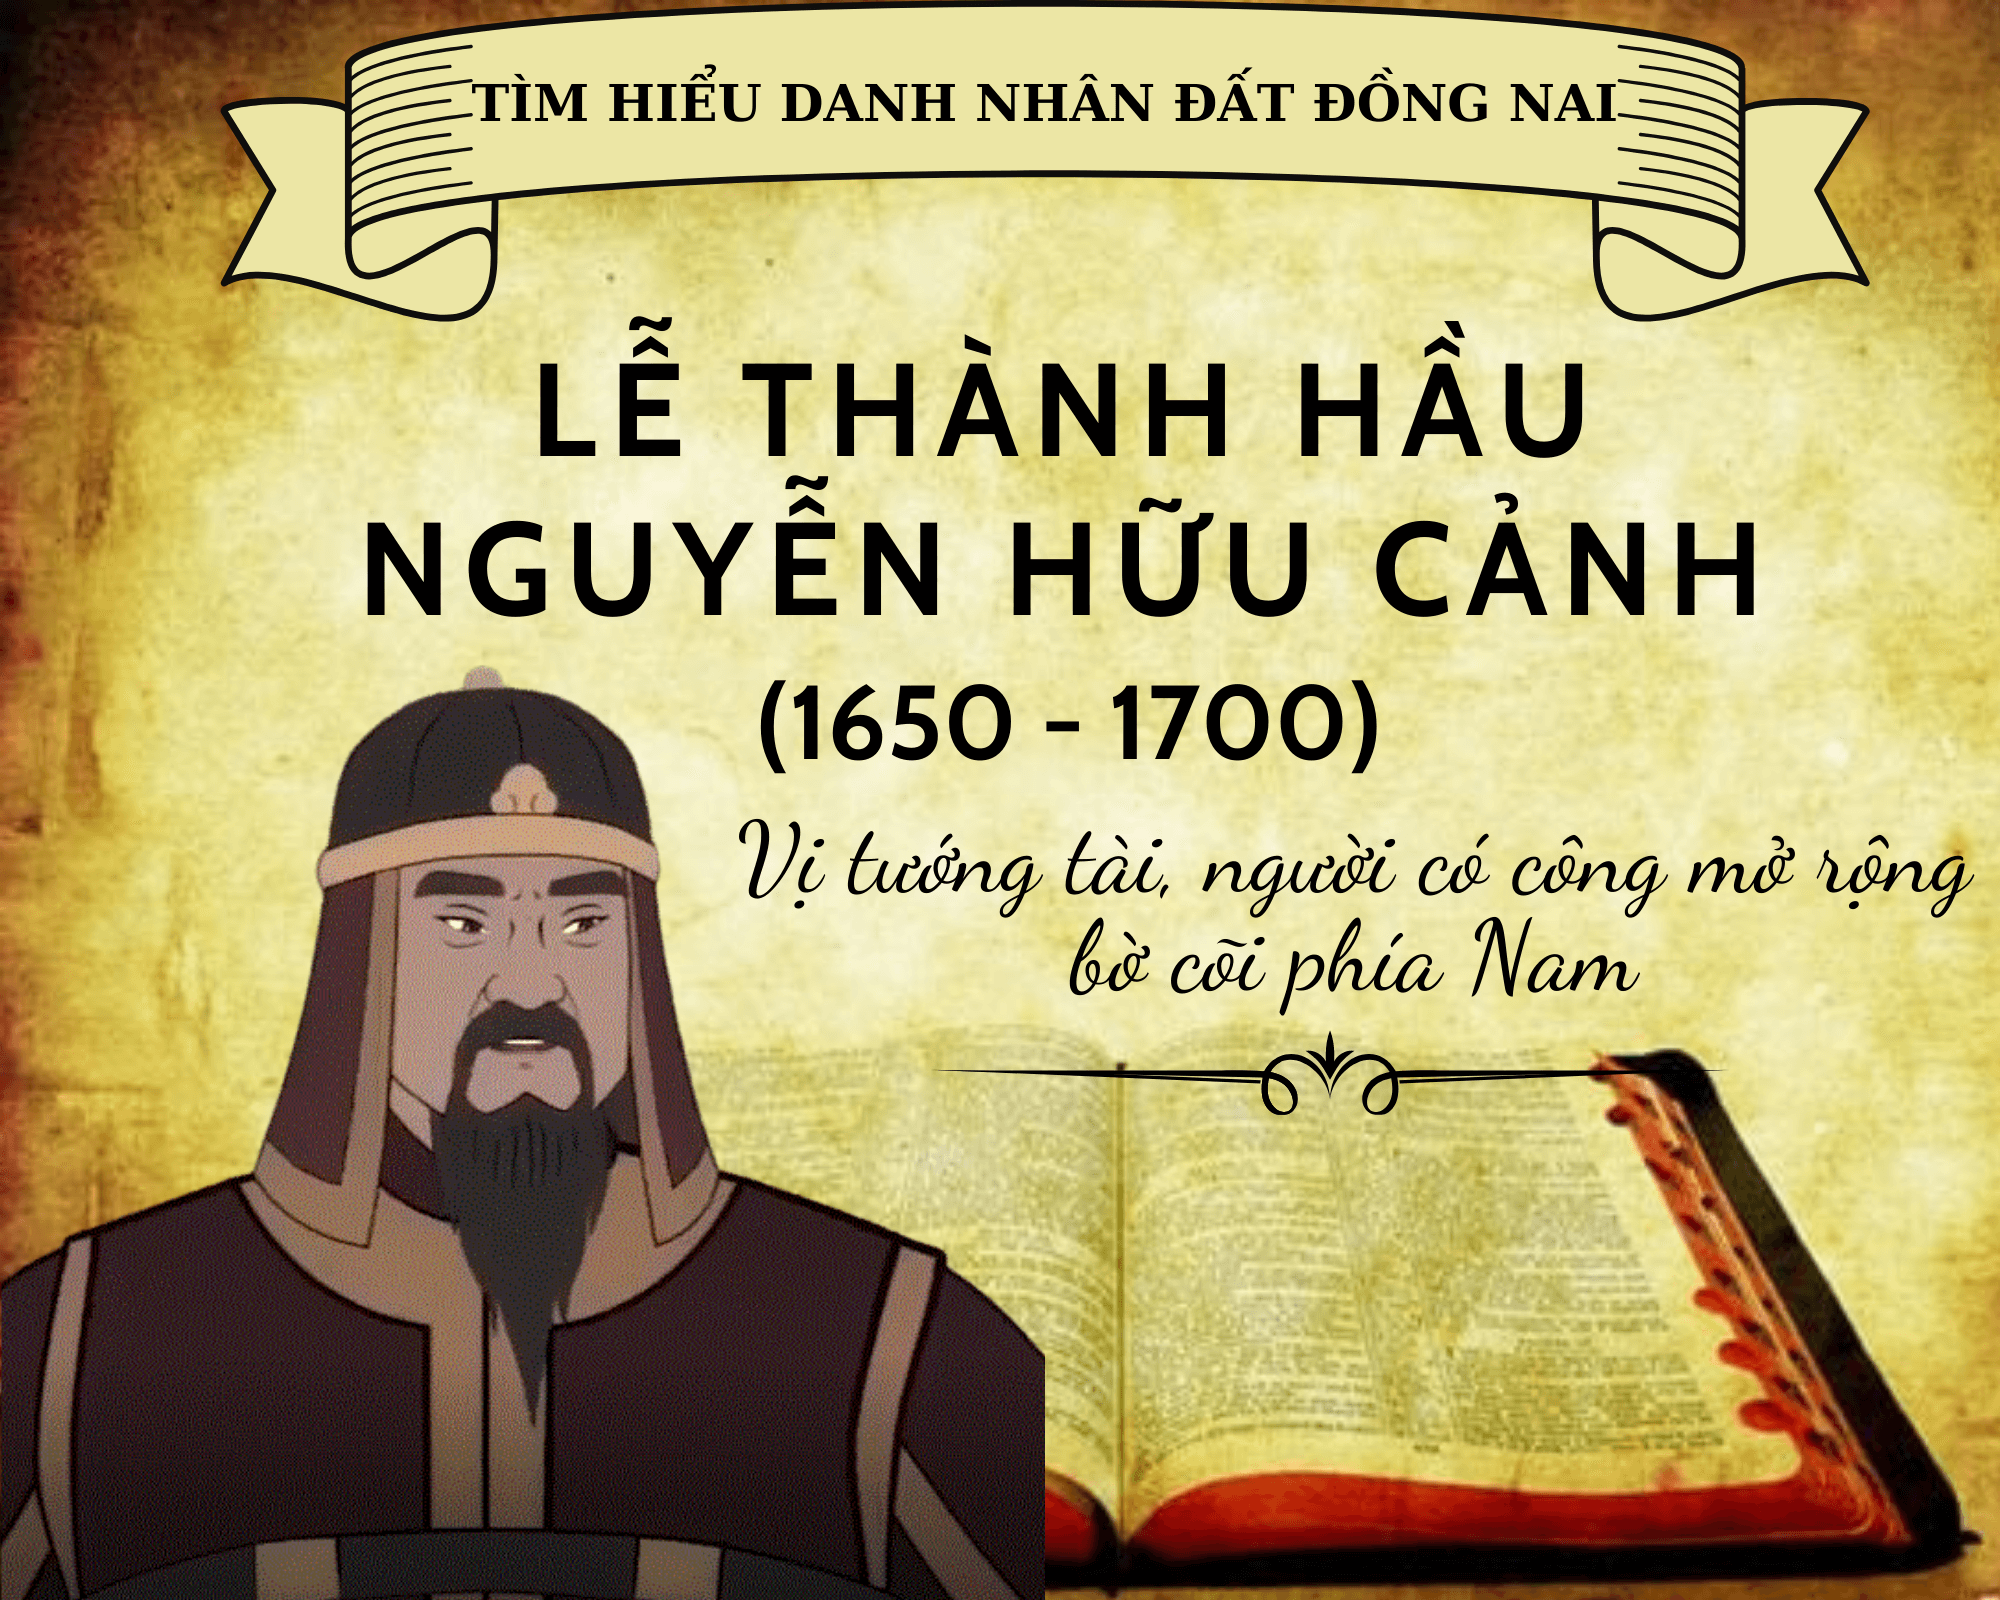 TÌM HIỂU DANH NHÂN ĐẤT ĐỒNG NAI
LỄ THÀNH HẦU
NGUYỄN HỮU CẢNH
(1650 - 1700)
Vị tướng tài, người có công mở rộng
bờ cõi phía Nam